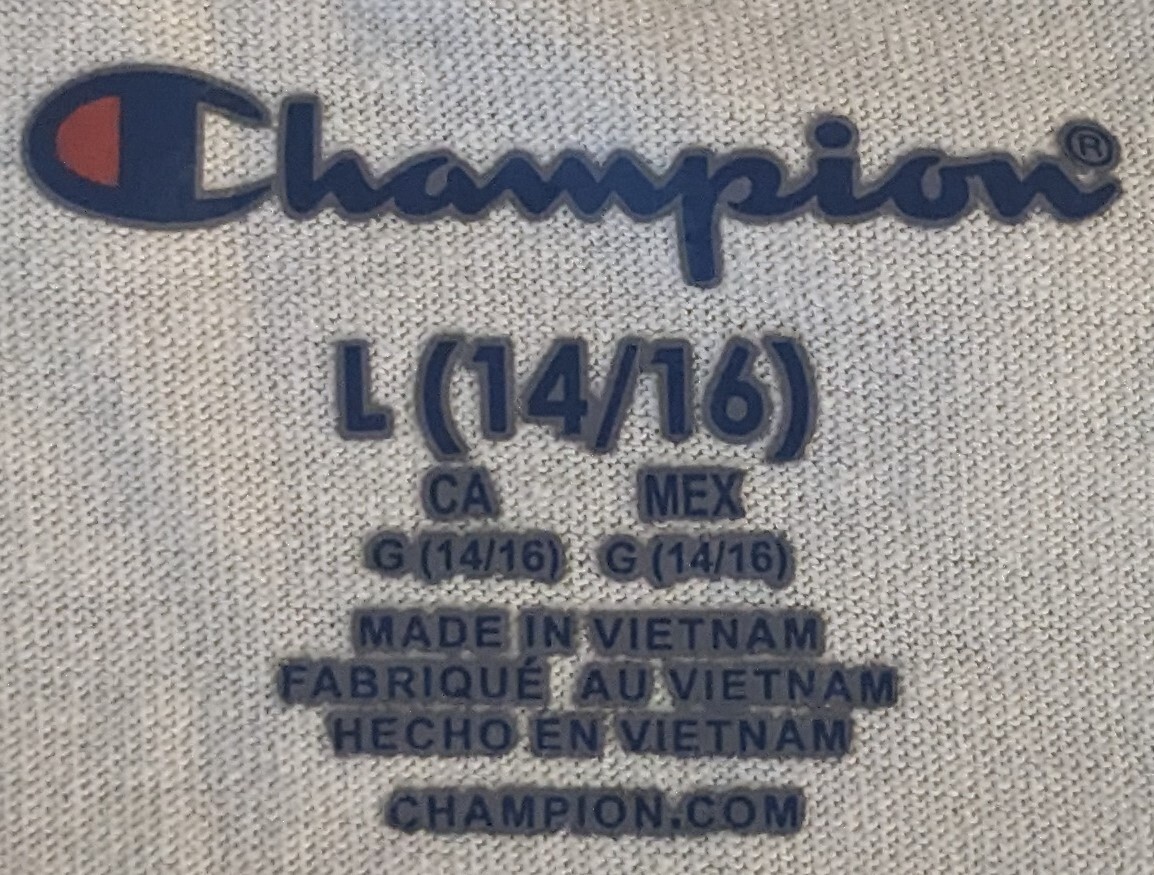 Champion®
L (14/16)
CA MEX
G (14/16) G (14/16)
MADE IN VIETNAM
FABRIQUÉ AU VIETNAM
HECHO EN VIETNAM
CHAMPION.COM